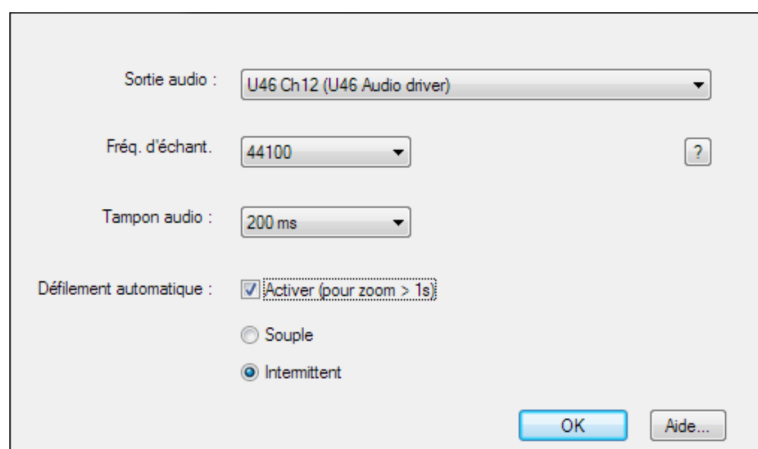 Sortie audio : U46 Ch12 (U46 Audio driver)
Fréq. d'échant. 44100 ?
Tampon audio : 200 ms
Défilement automatique : Activer (pour zoom > 1s)
Souple
Intermittent
OK Aide...